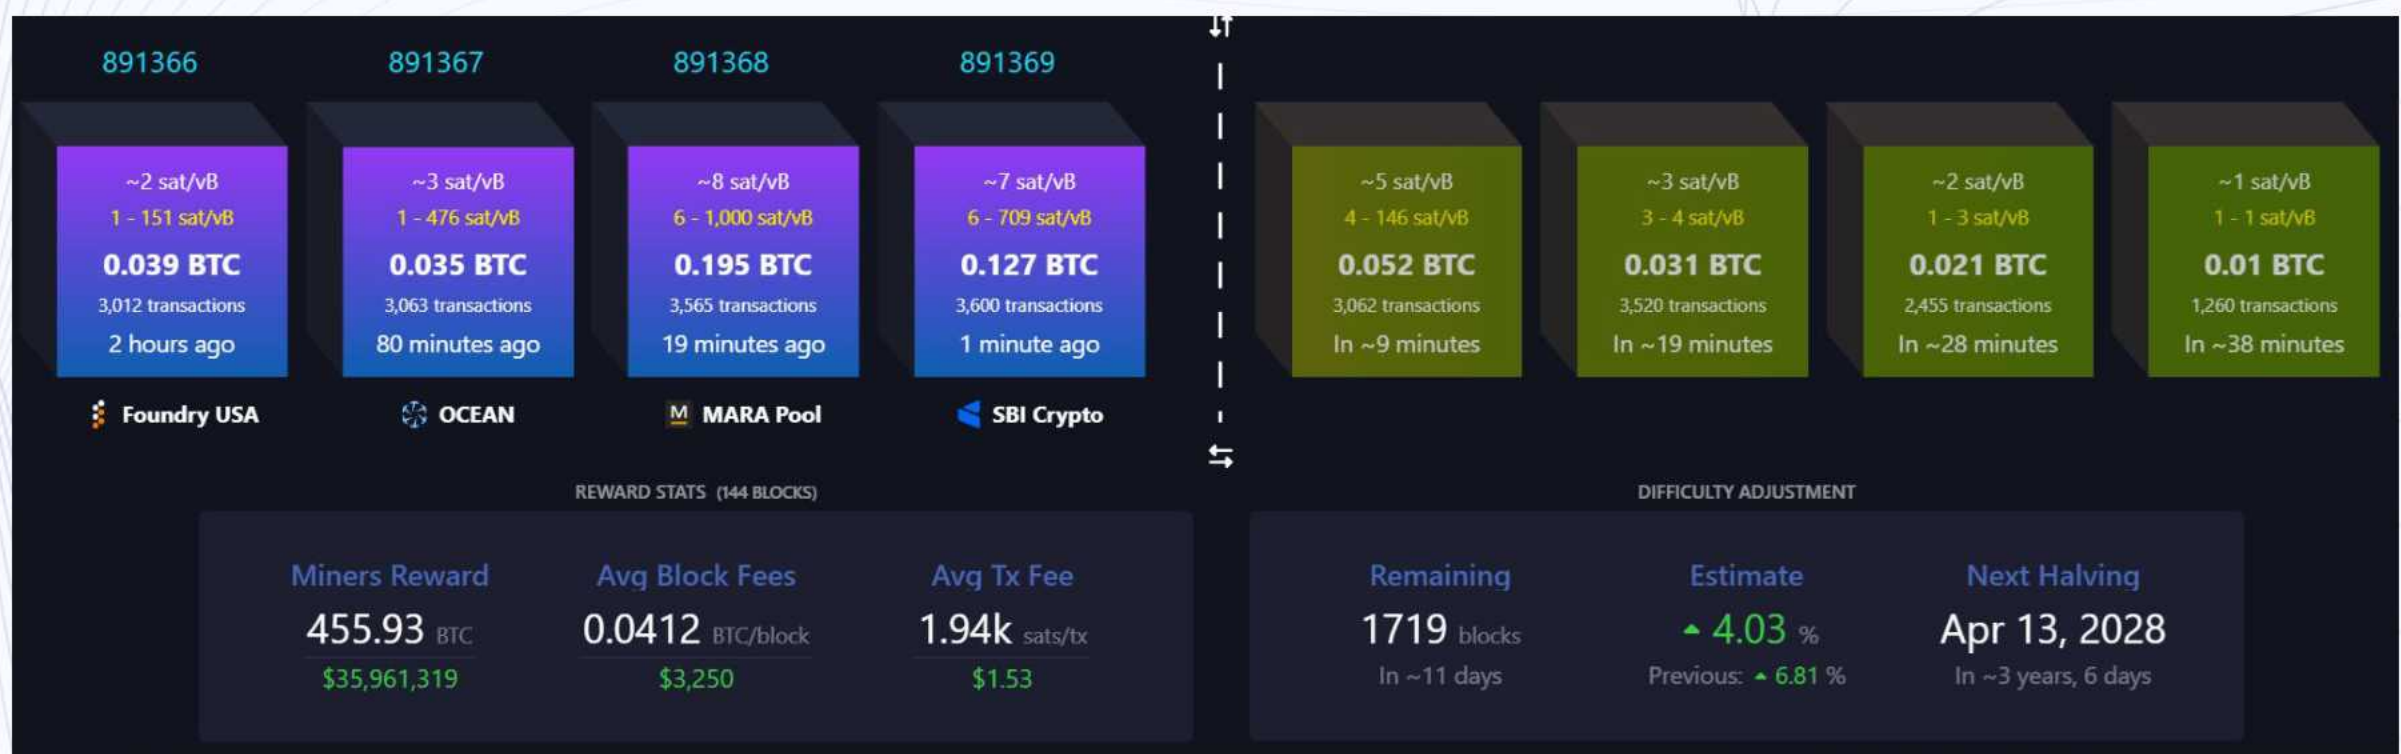 891366
~2 sat/vB
1 - 151 sat/vB
0.039 BTC
3,012 transactions
2 hours ago
Foundry USA
891367
~3 sat/vB
1 - 476 sat/vB
0.035 BTC
3,063 transactions
80 minutes ago
OCEAN
891368
~8 sat/vB
6 - 1,000 sat/vB
0.195 BTC
3,565 transactions
19 minutes ago
M MARA Pool
891369
~7 sat/vB
6 - 709 sat/vB
0.127 BTC
3,600 transactions
1 minute ago
SBI Crypto
~5 sat/vB
4 - 146 sat/vB
0.052 BTC
3,062 transactions
In ~9 minutes
~3 sat/vB
3 - 4 sat/vB
0.031 BTC
3,520 transactions
In ~19 minutes
~2 sat/vB
1 - 3 sat/vB
0.021 BTC
2,455 transactions
In ~28 minutes
~1 sat/vB
1 - 1 sat/vB
0.01 BTC
1,260 transactions
In ~38 minutes
REWARD STATS (144 BLOCKS)
Miners Reward
455.93 BTC
$35,961,319
Avg Block Fees
0.0412 BTC/block
$3,250
Avg Tx Fee
1.94k sats/tx
$1.53
DIFFICULTY ADJUSTMENT
Remaining
1719 blocks
In ~11 days
Estimate
4.03 %
Previous: 6.81 %
Next Halving
Apr 13, 2028
In ~3 years, 6 days